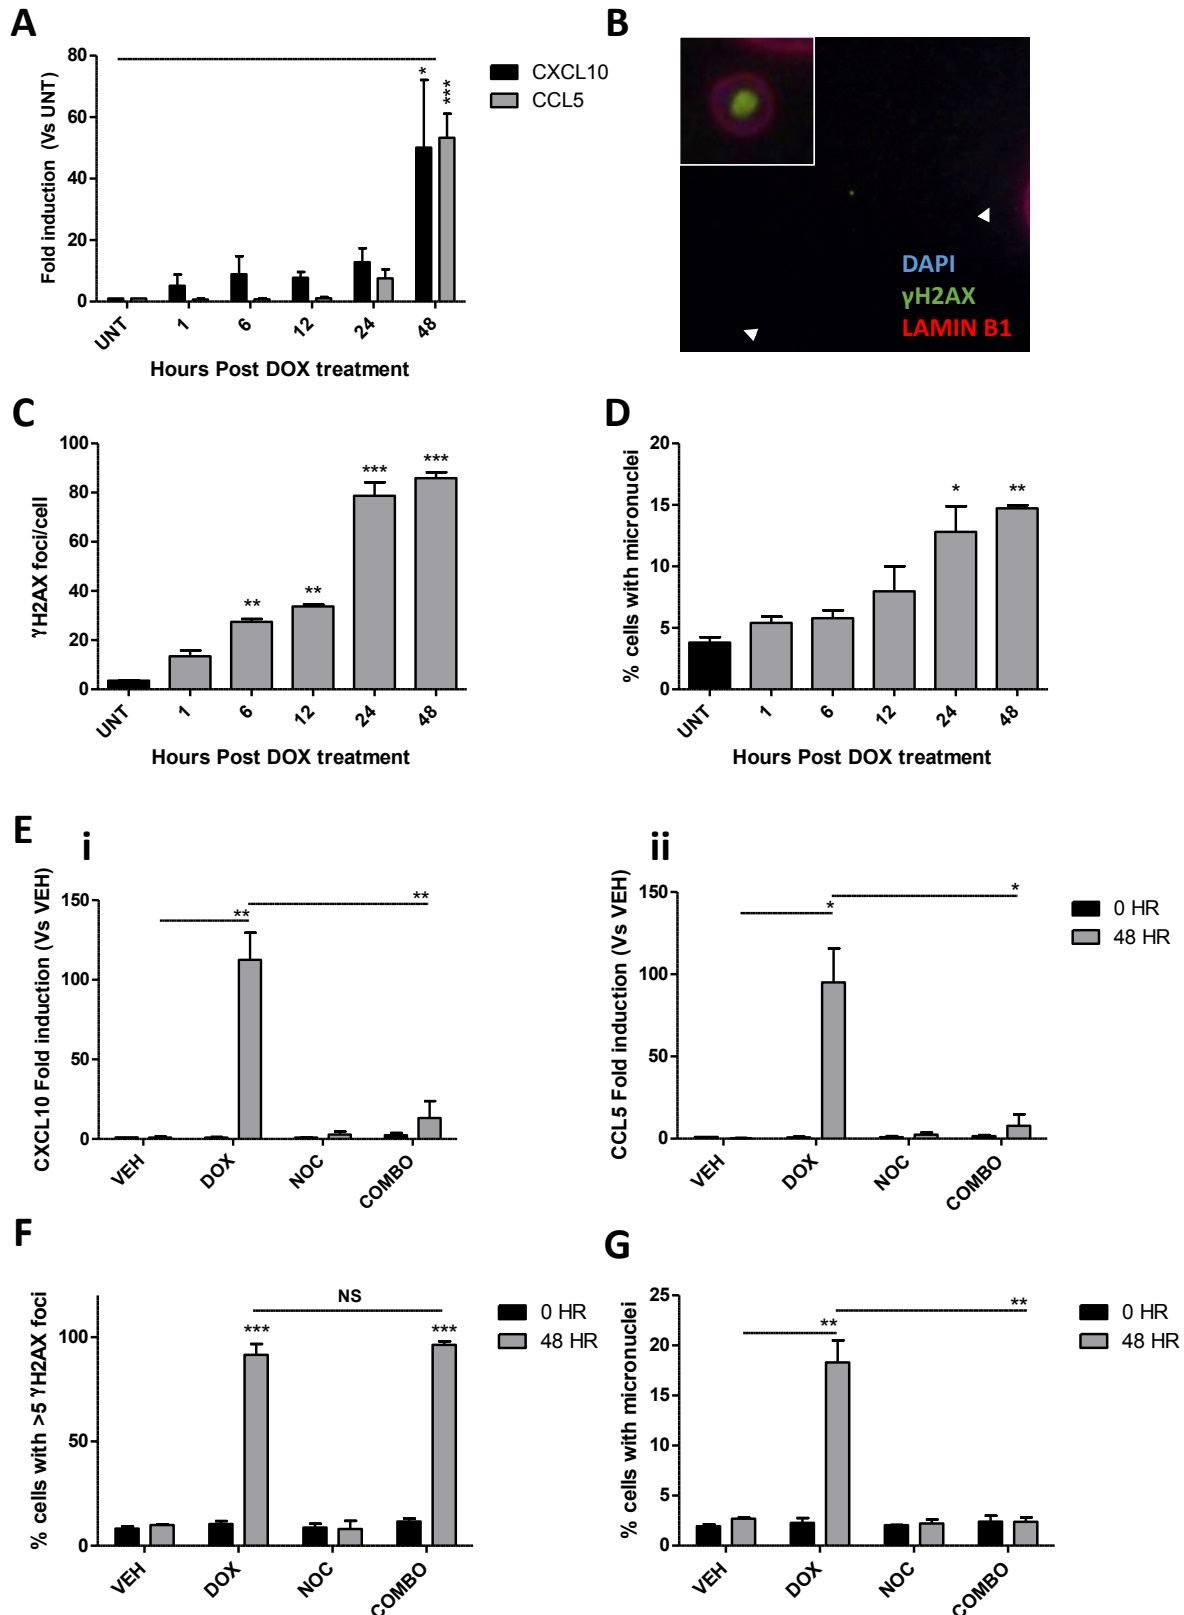 A
Fold induction (Vs UNT)
80
60
40
20
0
* ***
CXCL10
CCL5
UNT 1 6 12 24 48
Hours Post DOX treatment
B
DAPI
γH2AX
LAMIN B1
C
γH2AX foci/cell
100
80
60
40
20
0
** ** *** ***
UNT 1 6 12 24 48
Hours Post DOX treatment
D
% cells with micronuclei
20
15
10
5
0
* **
UNT 1 6 12 24 48
Hours Post DOX treatment
E
i
CXCL10 Fold induction (Vs VEH)
150
100
50
0
** **
VEH DOX NOC COMBO
ii
CCL5 Fold induction (Vs VEH)
150
100
50
0
* *
0 HR
48 HR
VEH DOX NOC COMBO
F
% cells with >5 γH2AX foci
100
50
0
NS
*** ***
0 HR
48 HR
VEH DOX NOC COMBO
G
% cells with micronuclei
25
20
15
10
5
0
** **
0 HR
48 HR
VEH DOX NOC COMBO